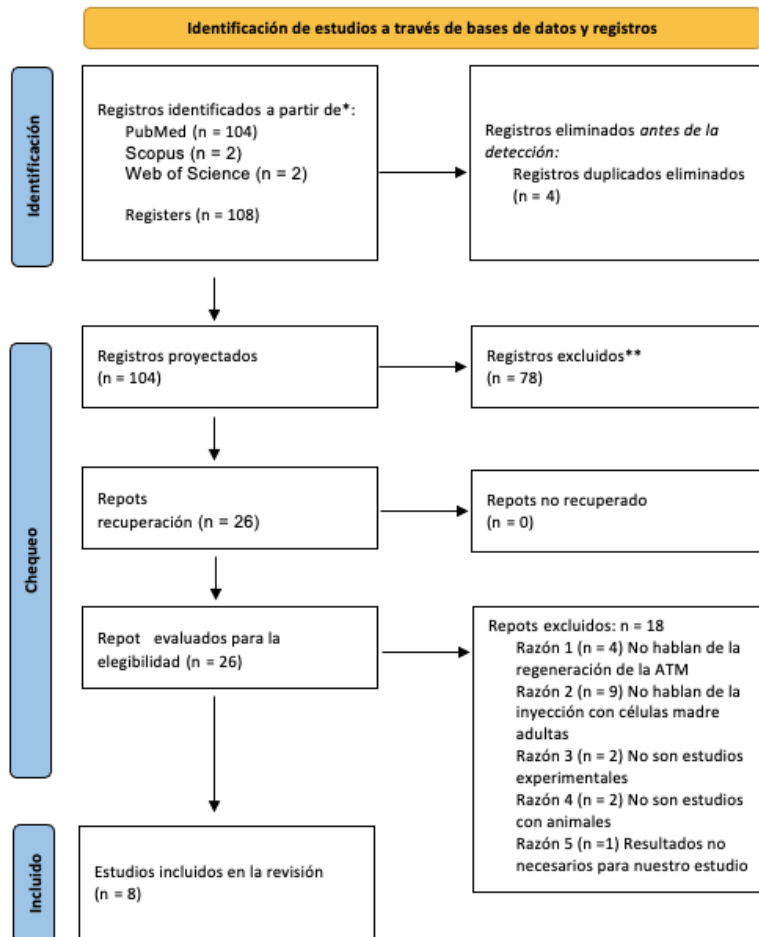 Identificación de estudios a través de bases de datos y registros
Identificación
Registros identificados a partir de*:
PubMed (n = 104)
Scopus (n = 2)
Web of Science (n = 2)
Registers (n = 108)
Registros eliminados antes de la
detección:
Registros duplicados eliminados
(n = 4)
Chequeo
Registros proyectados
(n = 104)
Registros excluidos**
(n = 78)
Repots
recuperación (n = 26)
Repots no recuperado
(n = 0)
Repot evaluados para la
elegibilidad (n = 26)
Repots excluidos: n = 18
Razón 1 (n = 4) No hablan de la
regeneración de la ATM
Razón 2 (n = 9) No hablan de la
inyección con células madre
adultas
Razón 3 (n = 2) No son estudios
experimentales
Razón 4 (n = 2) No son estudios
con animales
Razón 5 (n =1) Resultados no
necesarios para nuestro estudio
Incluido
Estudios incluidos en la revisión
(n = 8)